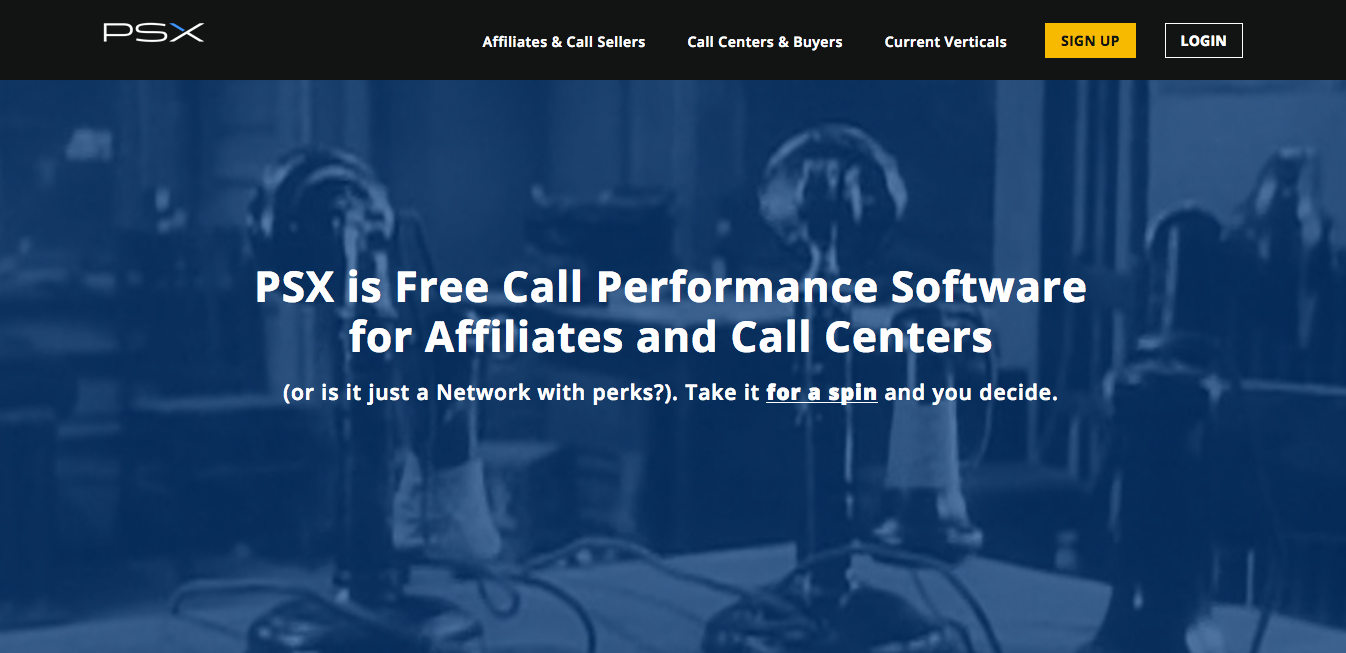 PSX
Affiliates & Call Sellers
Call Centers & Buyers
Current Verticals
SIGN UP
LOGIN
PSX is Free Call Performance Software
for Affiliates and Call Centers
(or is it just a Network with perks?). Take it for a spin and you decide.